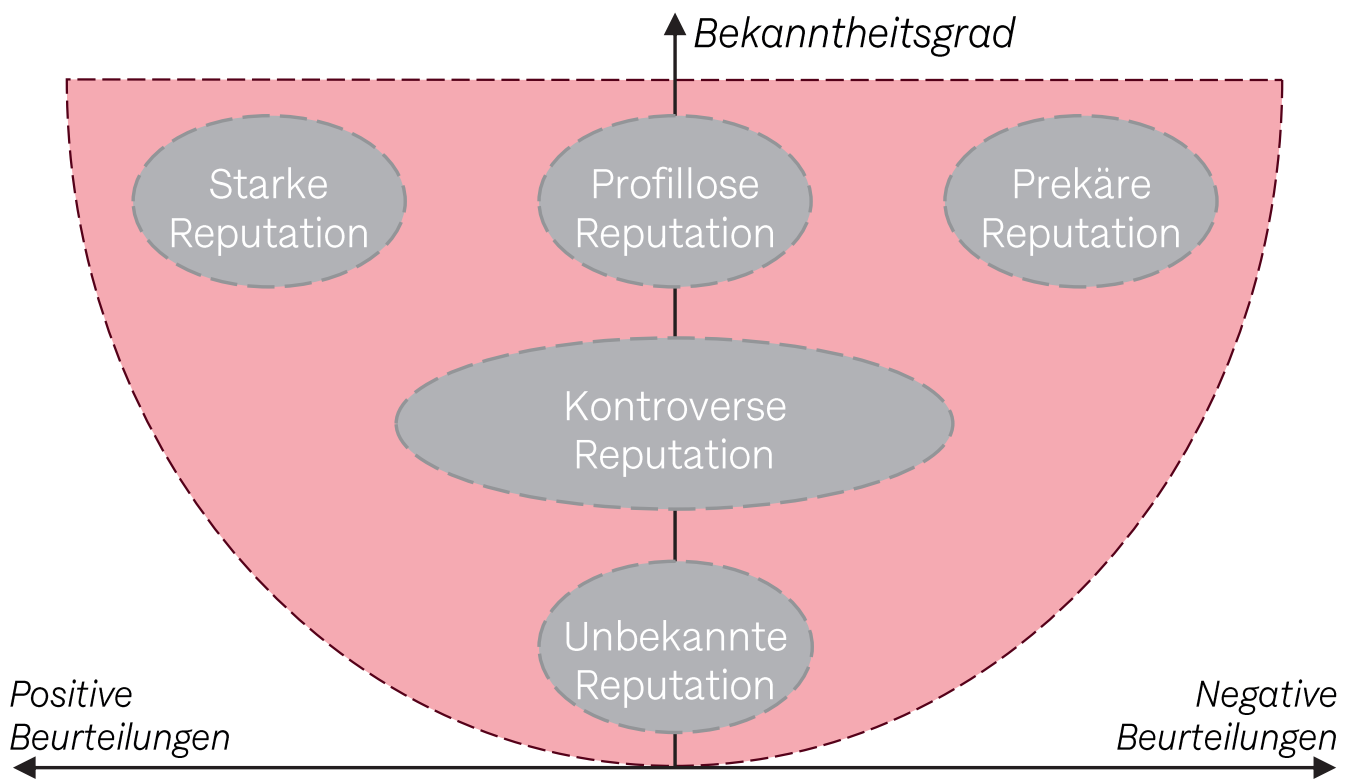 Bekanntheitsgrad
Starke
Reputation
Profillose
Reputation
Prekäre
Reputation
Kontroverse
Reputation
Unbekannte
Reputation
Positive
Beurteilungen
Negative
Beurteilungen